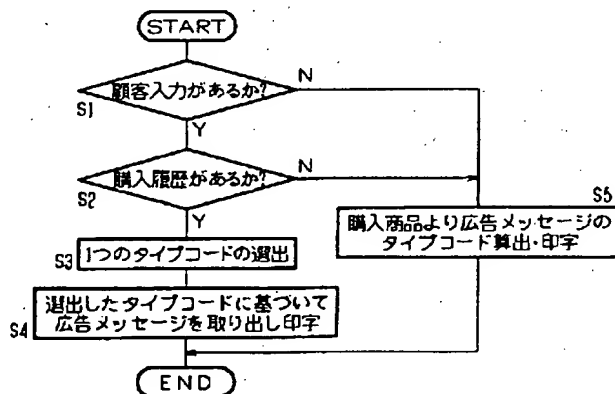 START
顧客入力があるか?
N
S1
Y
購入履歴があるか?
N
S2
Y
S5
購入商品より広告メッセージの
タイプコード算出・印字
1つのタイプコードの選出
S3
選出したタイプコードに基づいて
広告メッセージを取り出し印字
S4
END